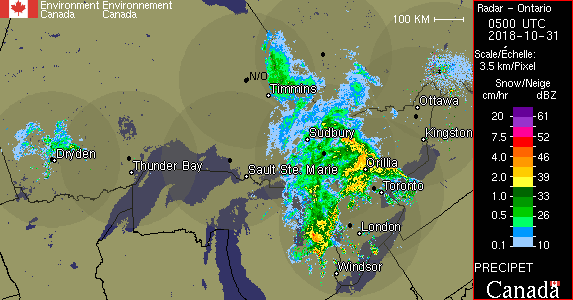 Environment Environnement
Canada Canada
100 KM
N/O
Timmins
Ottawa
Sudbury
Kingston
Dryden
Thunder Bay
Sault Ste. Marie
Orillia
Toronto
London
Windsor
Radar - Ontario
0500 UTC
2018-10-31
Scale/Échelle:
3.5 km/Pixel
Snow/Neige
cm/hr dBZ
20 61
7.5 52
4.0 46
2.0 39
1.0 33
0.5 26
0.1 10
PRECIPET
Canada